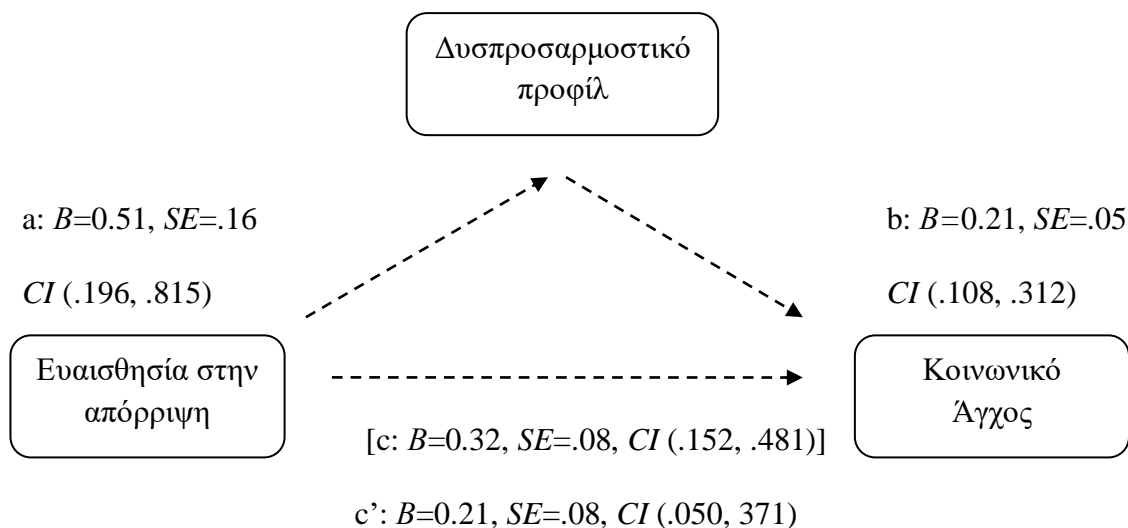 Δυσπροσαρμοστικό
προφίλ
a: B=0.51, SE=.16
CI (.196, .815)
b: B=0.21, SE=.05
CI (.108, .312)
Ευαισθησία στην
απόρριψη
Κοινωνικό
Άγχος
[c: B=0.32, SE=.08, CI (.152, .481)]
c’: B=0.21, SE=.08, CI (.050, 371)